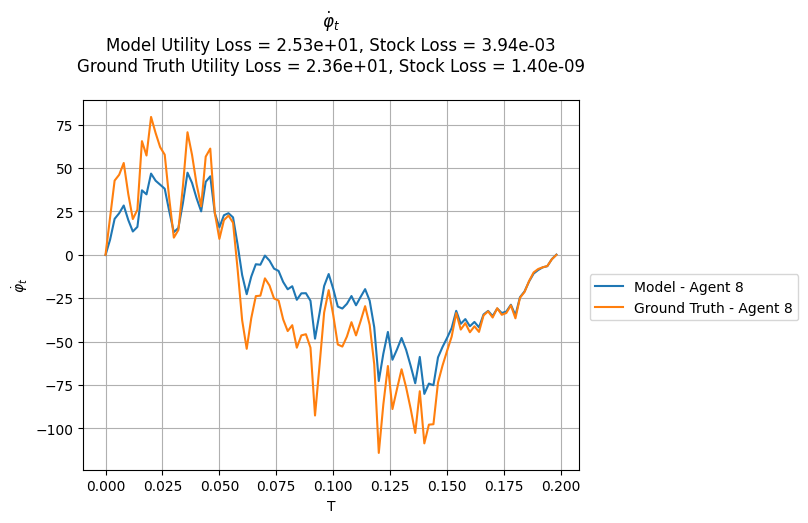 φ̇ₜ
Model Utility Loss = 2.53e+01, Stock Loss = 3.94e-03
Ground Truth Utility Loss = 2.36e+01, Stock Loss = 1.40e-09
75
50
25
0
−25
−50
−75
−100
φ̇ₜ
0.000 0.025 0.050 0.075 0.100 0.125 0.150 0.175 0.200
T
Model - Agent 8
Ground Truth - Agent 8